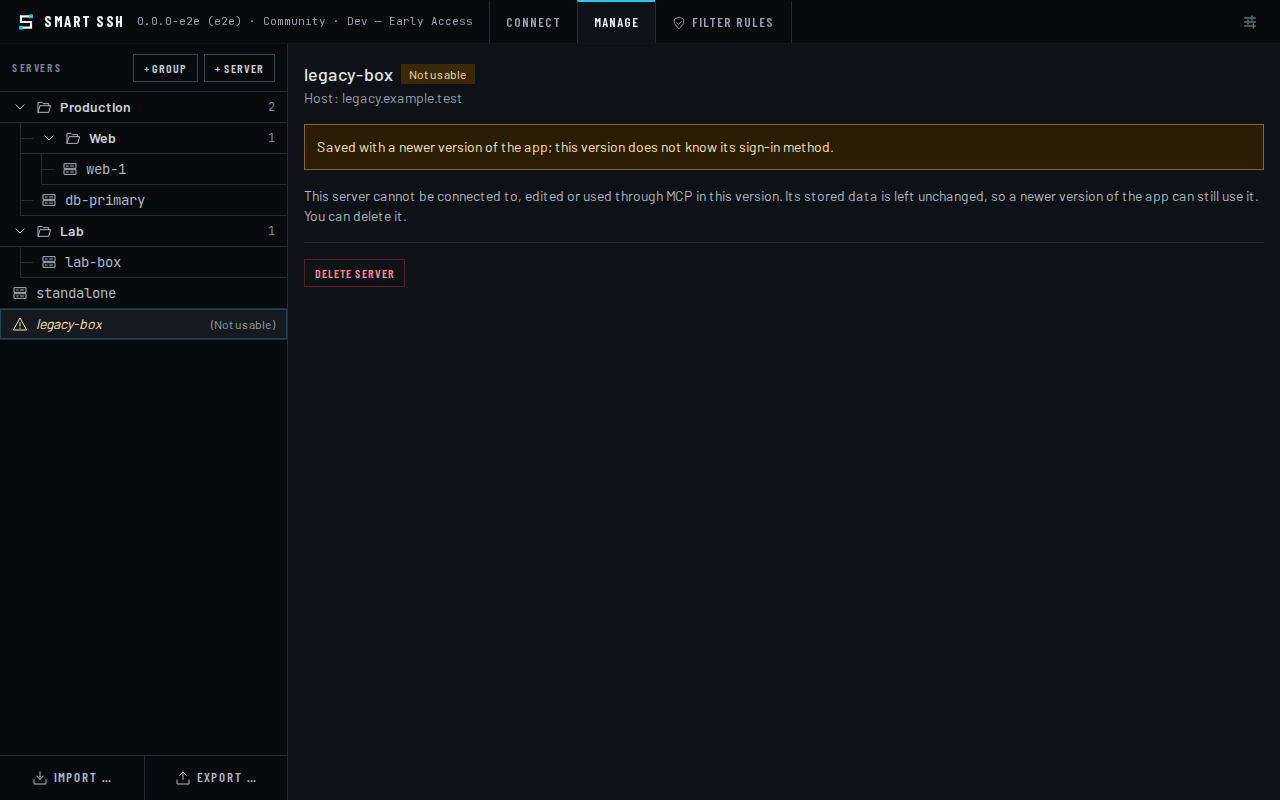 SMART SSH 0.0.0-e2e (e2e) · Community · Dev — Early Access CONNECT MANAGE FILTER RULES
SERVERS + GROUP + SERVER
Production 2
Web 1
web-1
db-primary
Lab 1
lab-box
standalone
legacy-box (Not usable)
IMPORT … EXPORT …
legacy-box Not usable
Host: legacy.example.test
Saved with a newer version of the app; this version does not know its sign-in method.
This server cannot be connected to, edited or used through MCP in this version. Its stored data is left unchanged, so a newer version of the app can still use it.
You can delete it.
DELETE SERVER